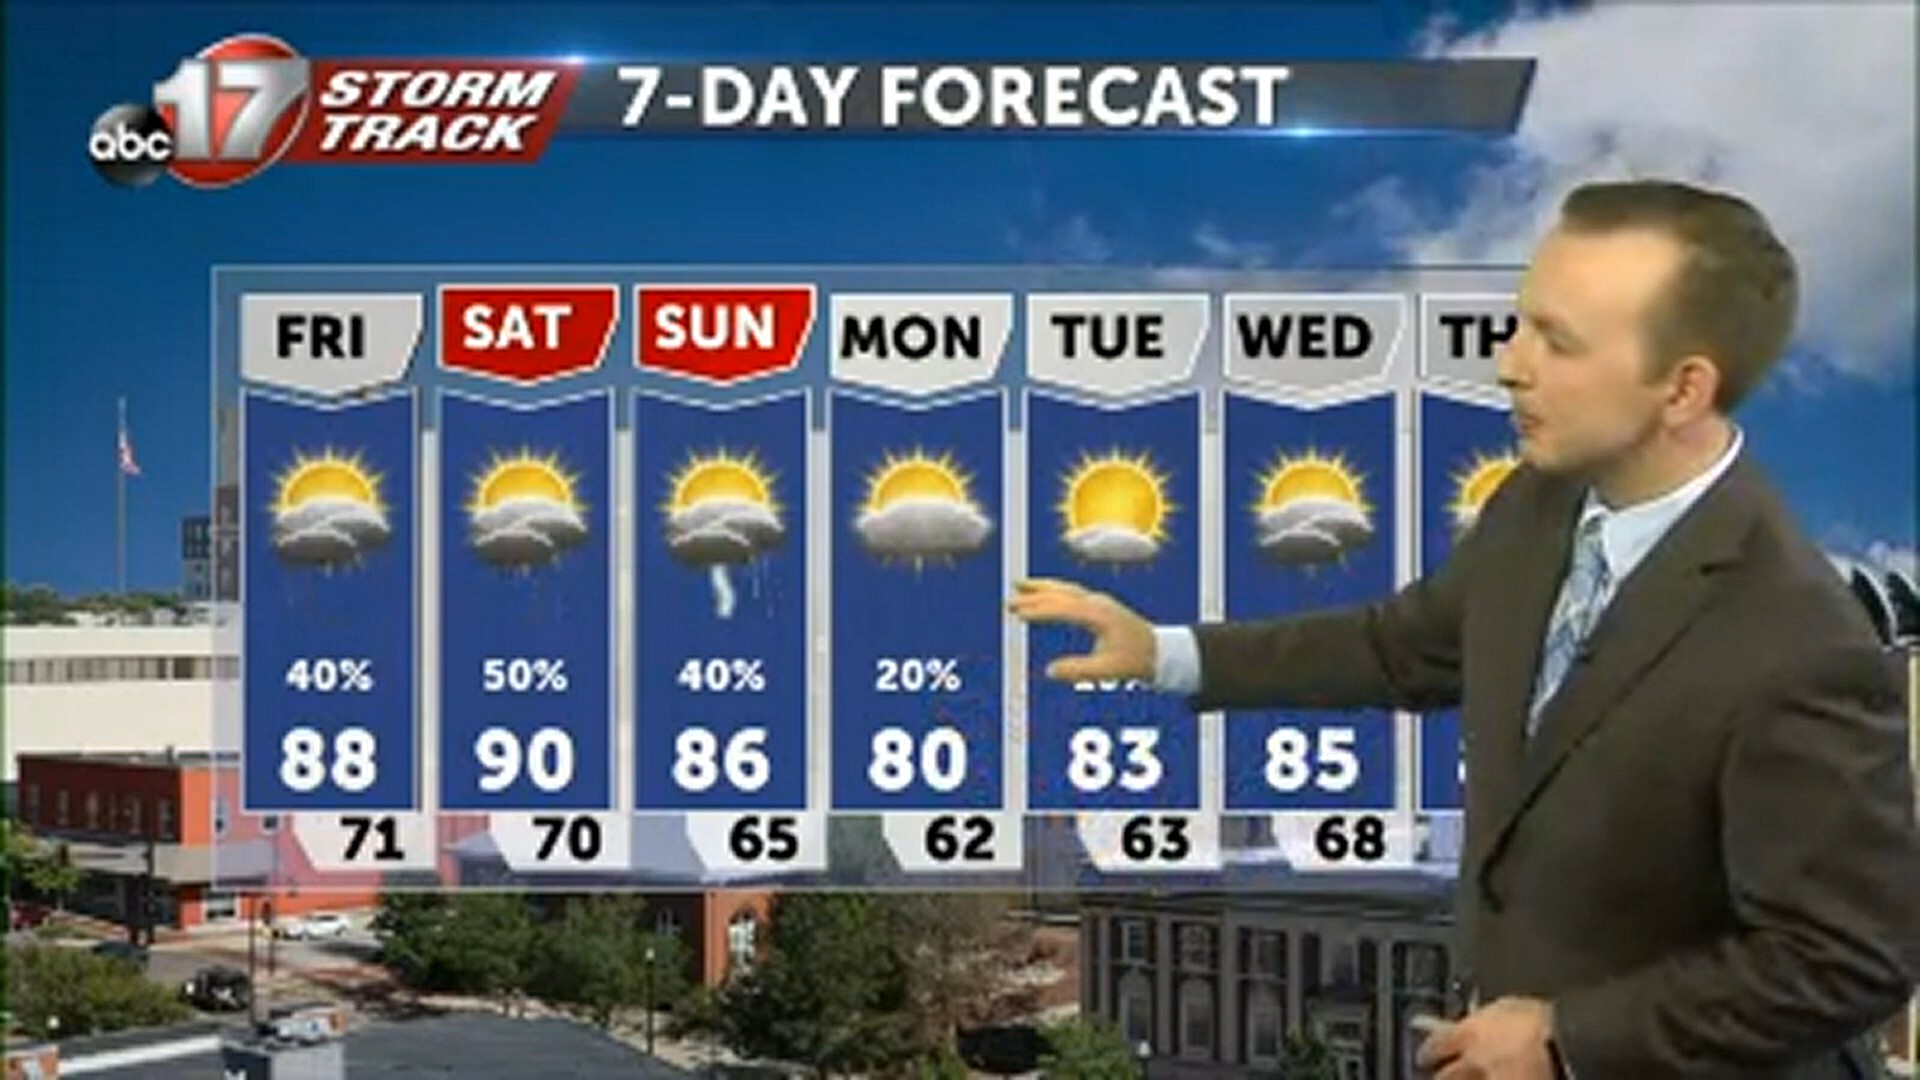 abc 17 STORM TRACK
7-DAY FORECAST
FRI SAT SUN MON TUE WED TH
40% 50% 40% 20%
88 90 86 80 83 85
71 70 65 62 63 68